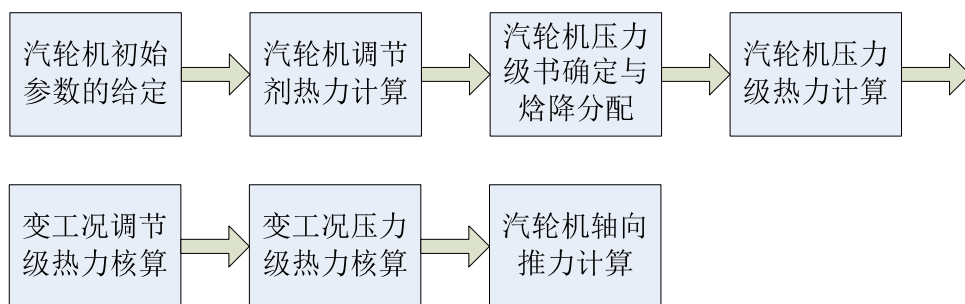 汽轮机初始
参数的给定
汽轮机调节
剂热力计算
汽轮机压力
级书确定与
焓降分配
汽轮机压力
级热力计算
变工况调节
级热力核算
变工况压力
级热力核算
汽轮机轴向
推力计算